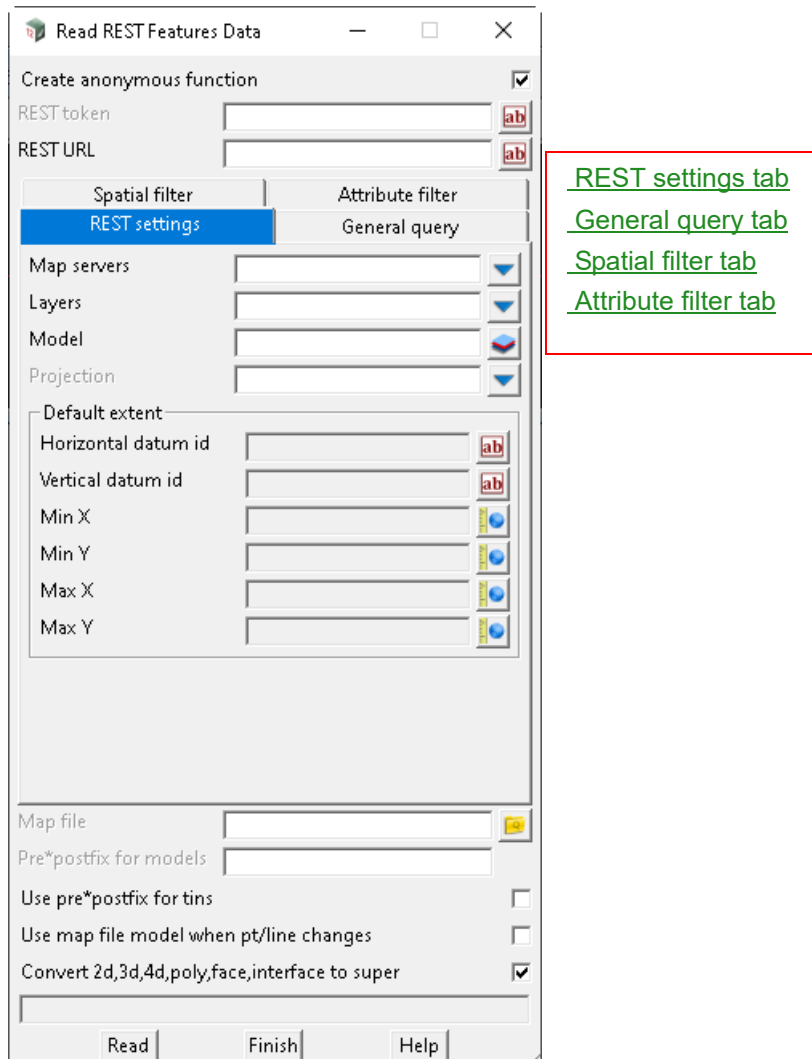 Read REST Features Data
Create anonymous function
REST token
ab
REST URL
ab
Spatial filter
Attribute filter
REST settings
General query
Map servers
Layers
Model
Projection
Default extent
Horizontal datum id
ab
Vertical datum id
ab
Min X
Min Y
Max X
Max Y
Map file
Pre*postfix for models
Use pre*postfix for tins
Use map file model when pt/line changes
Convert 2d,3d,4d,poly,face,interface to super
Read Finish Help
REST settings tab
General query tab
Spatial filter tab
Attribute filter tab